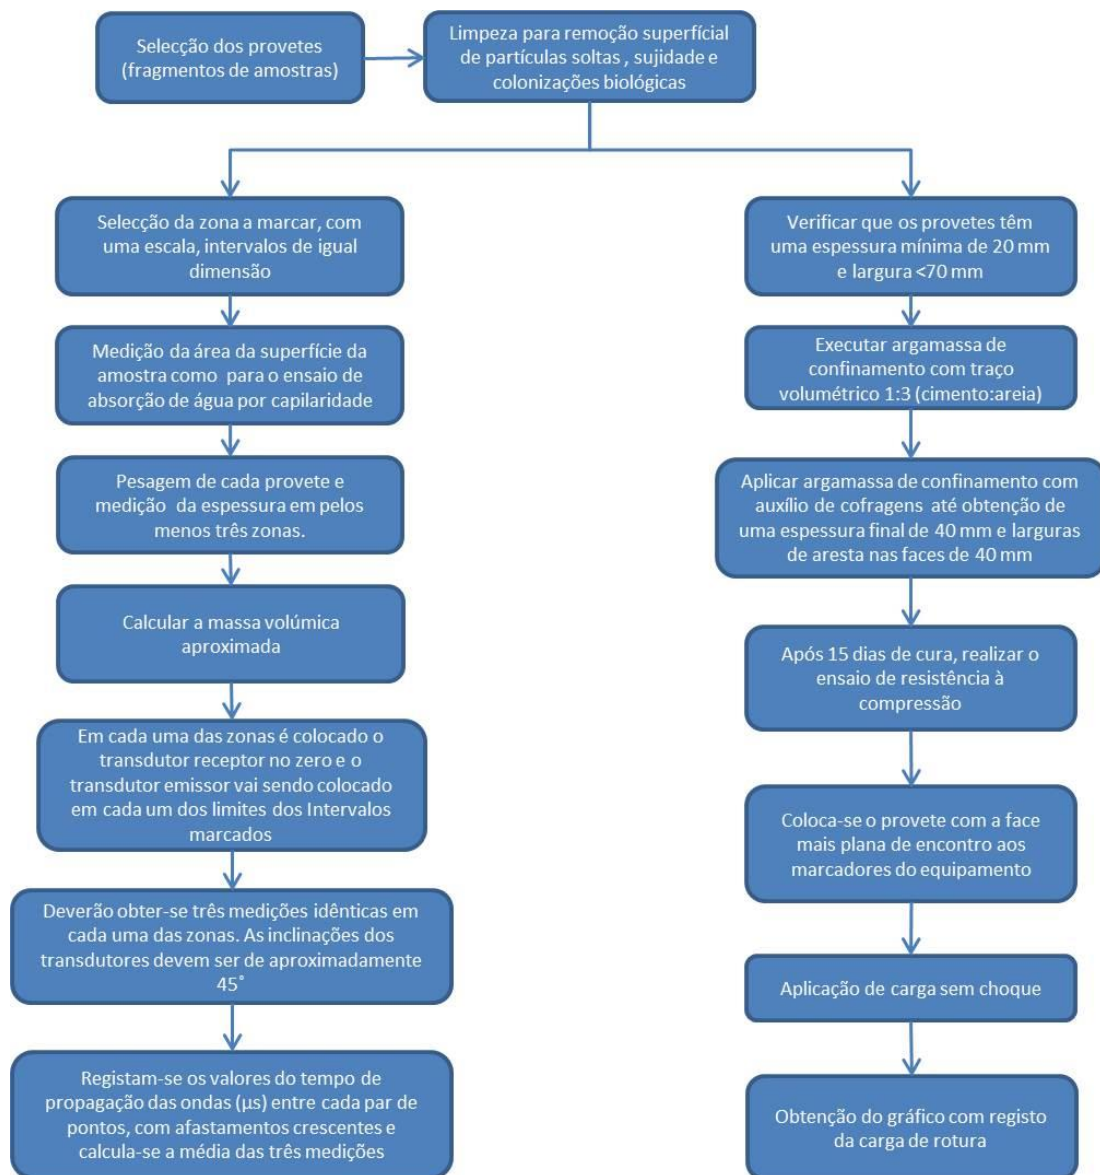 Selecção dos provetes
(fragmentos de amostras)
Limpeza para remoção superfícial
de partículas soltas , sujidade e
colonizações biológicas
Selecção da zona a marcar, com
uma escala, intervalos de igual
dimensão
Medição da área da superfície da
amostra como para o ensaio de
absorção de água por capilaridade
Pesagem de cada provete e
medição da espessura em pelos
menos três zonas.
Calcular a massa volúmica
aproximada
Em cada uma das zonas é colocado o
transdutor receptor no zero e o
transdutor emissor vai sendo colocado
em cada um dos limites dos Intervalos
marcados
Deverão obter-se três medições idênticas em
cada uma das zonas. As inclinações dos
transdutores devem ser de aproximadamente
45˚
Registam-se os valores do tempo de
propagação das ondas (µs) entre cada par de
pontos, com afastamentos crescentes e
calcula-se a média das três medições
Verificar que os provetes têm
uma espessura mínima de 20 mm
e largura <70 mm
Executar argamassa de
confinamento com traço
volumétrico 1:3 (cimento:areia)
Aplicar argamassa de confinamento com
auxílio de cofragens até obtenção de
uma espessura final de 40 mm e larguras
de aresta nas faces de 40 mm
Após 15 dias de cura, realizar o
ensaio de resistência à
compressão
Coloca-se o provete com a face
mais plana de encontro aos
marcadores do equipamento
Aplicação de carga sem choque
Obtenção do gráfico com registo
da carga de rotura